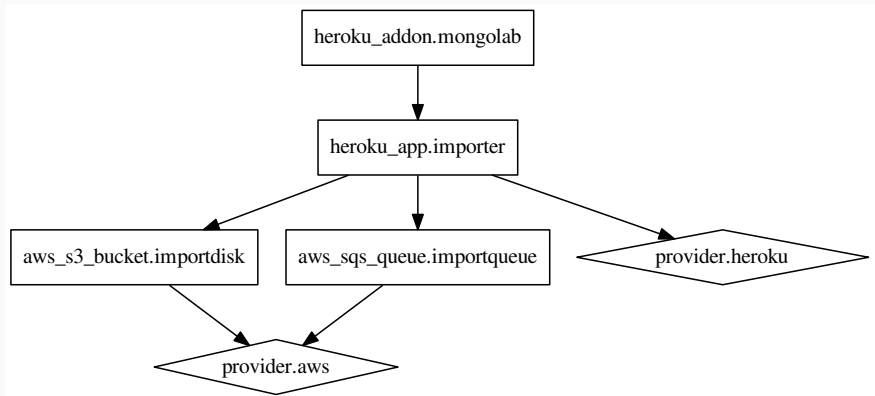 heroku_addon.mongolab
heroku_app.importer
aws_s3_bucket.importdisk
aws_sqs_queue.importqueue
provider.heroku
provider.aws